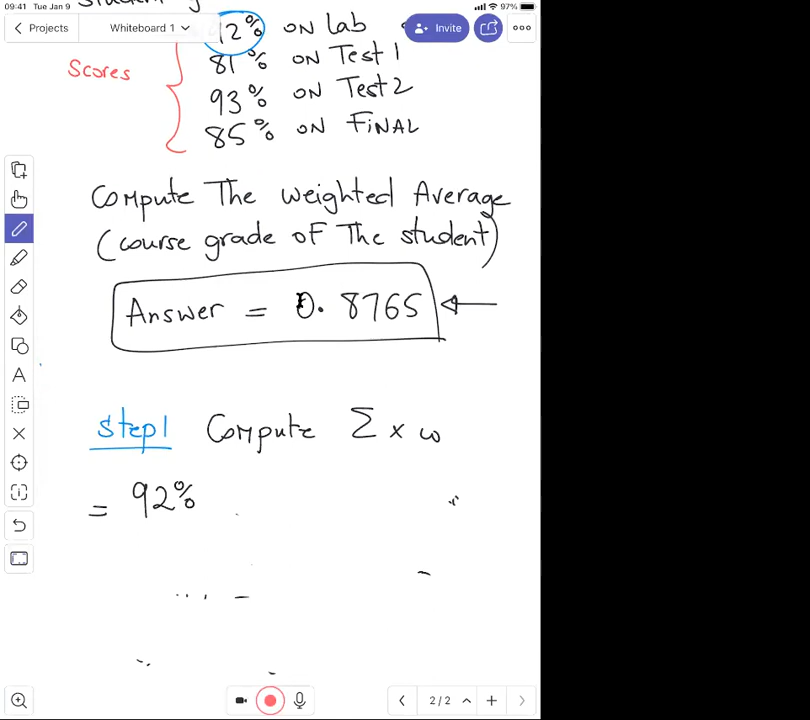 09:41 Tue Jan 9 97%
Projects Whiteboard 1 Invite
92% ON Lab
Scores
81% ON Test 1
93% ON Test 2
85% ON FiNAL
Compute The Weighted Average
(course grade of The student)
Answer = 0.8765
Step1 Compute Σ x w
= 92%
2/2